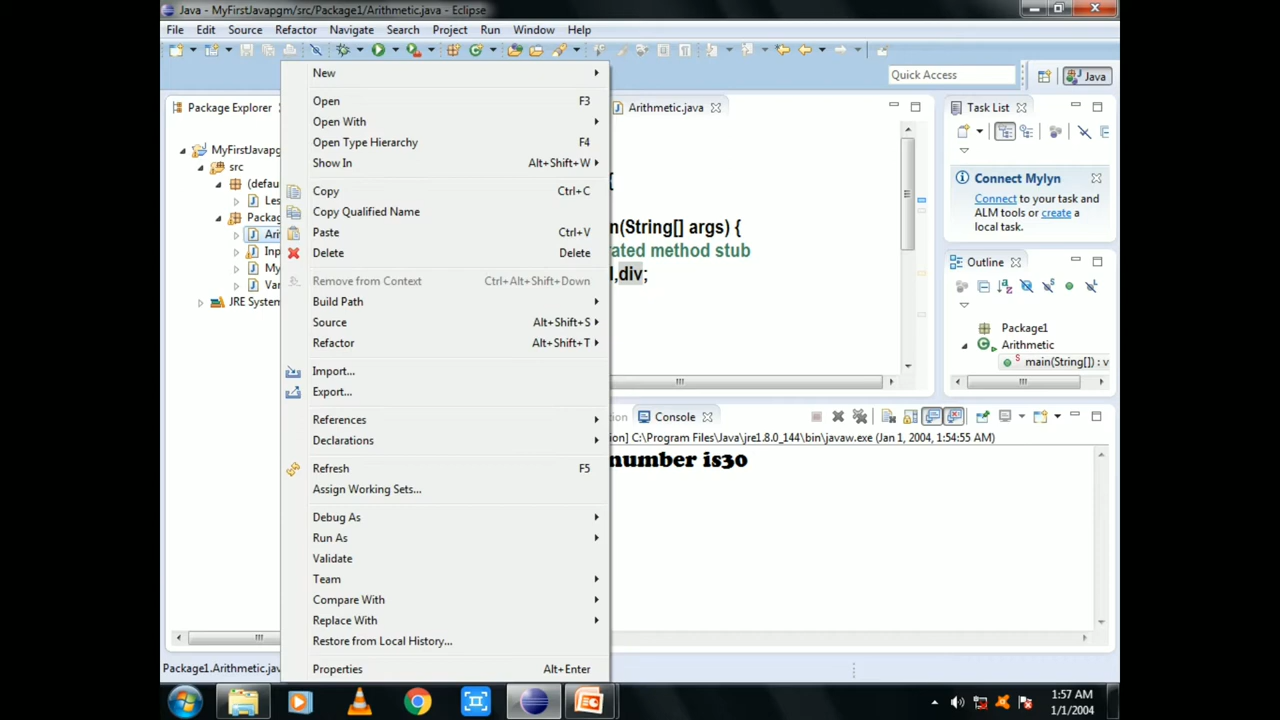 Java - MyFirstJavapgm/src/Package1/Arithmetic.java - Eclipse
File Edit Source Refactor Navigate Search Project Run Window Help
Quick Access
Java
Package Explorer
MyFirstJavapg
src
(defau
Les
Packag
Ari
Inp
My
Var
JRE System
New
Open F3
Open With
Open Type Hierarchy F4
Show In Alt+Shift+W
Copy Ctrl+C
Copy Qualified Name
Paste Ctrl+V
Delete Delete
Remove from Context Ctrl+Alt+Shift+Down
Build Path
Source Alt+Shift+S
Refactor Alt+Shift+T
Import...
Export...
References
Declarations
Refresh F5
Assign Working Sets...
Debug As
Run As
Validate
Team
Compare With
Replace With
Restore from Local History...
Properties Alt+Enter
Arithmetic.java
{
n(String[] args) {
ated method stub
l,div;
Task List
Connect Mylyn
Connect to your task and
ALM tools or create a
local task.
Outline
Package1
Arithmetic
main(String[]) : v
tion
Console
on] C:\Program Files\Java\jre1.8.0_144\bin\javaw.exe (Jan 1, 2004, 1:54:55 AM)
number is30
Package1.Arithmetic.jav
1:57 AM
1/1/2004